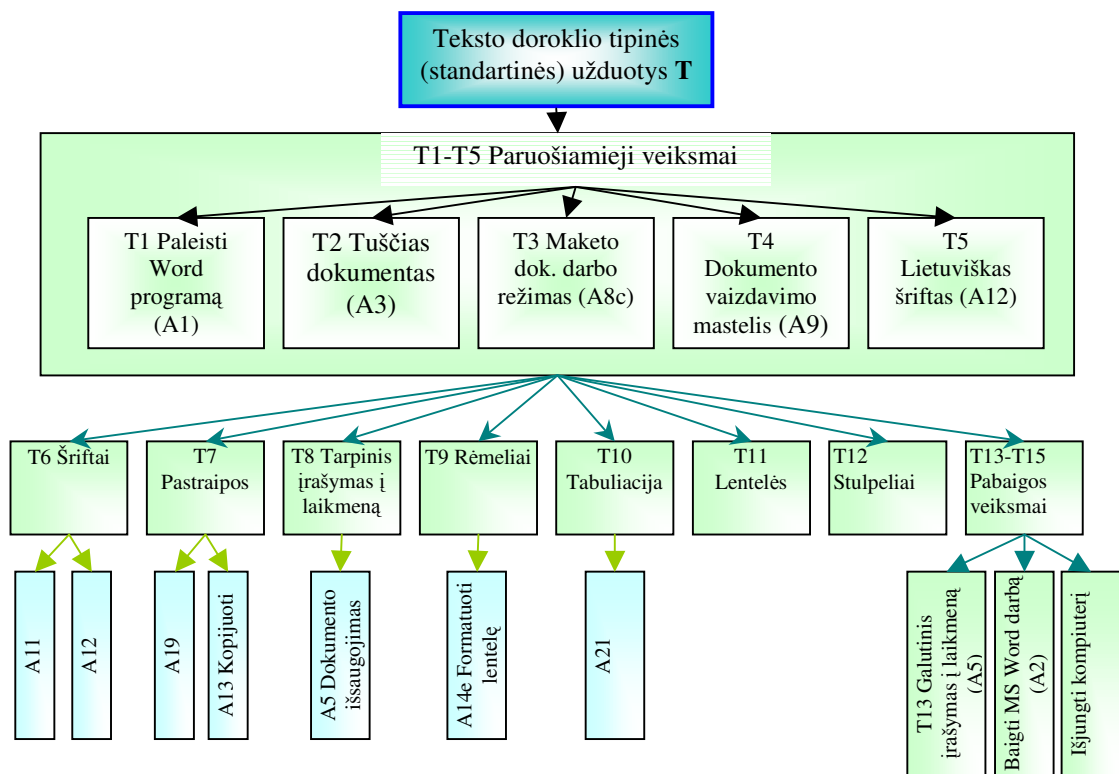 Teksto doroklio tipinės
(standartinės) užduotys T
T1-T5 Paruošiamieji veiksmai
T1 Paleisti
Word
programą
(A1)
T2 Tuščias
dokumentas
(A3)
T3 Maketo
dok. darbo
režimas (A8c)
T4
Dokumento
vaizdavimo
mastelis (A9)
T5
Lietuviškas
šriftas (A12)
T6 Šriftai
T7
Pastraipos
T8 Tarpinis
įrašymas į
laikmeną
T9 Rėmeliai
T10
Tabuliacija
T11
Lentelės
T12
Stulpeliai
T13-T15
Pabaigos
veiksmai
A11
A12
A19
A13 Kopijuoti
A5 Dokumento
išsaugojimas
A14e Formatuoti
lentelę
A21
T13 Galutinis
įrašymas į laikmeną
(A5)
Baigti MS Word darbą
(A2)
Išjungti kompiuterį